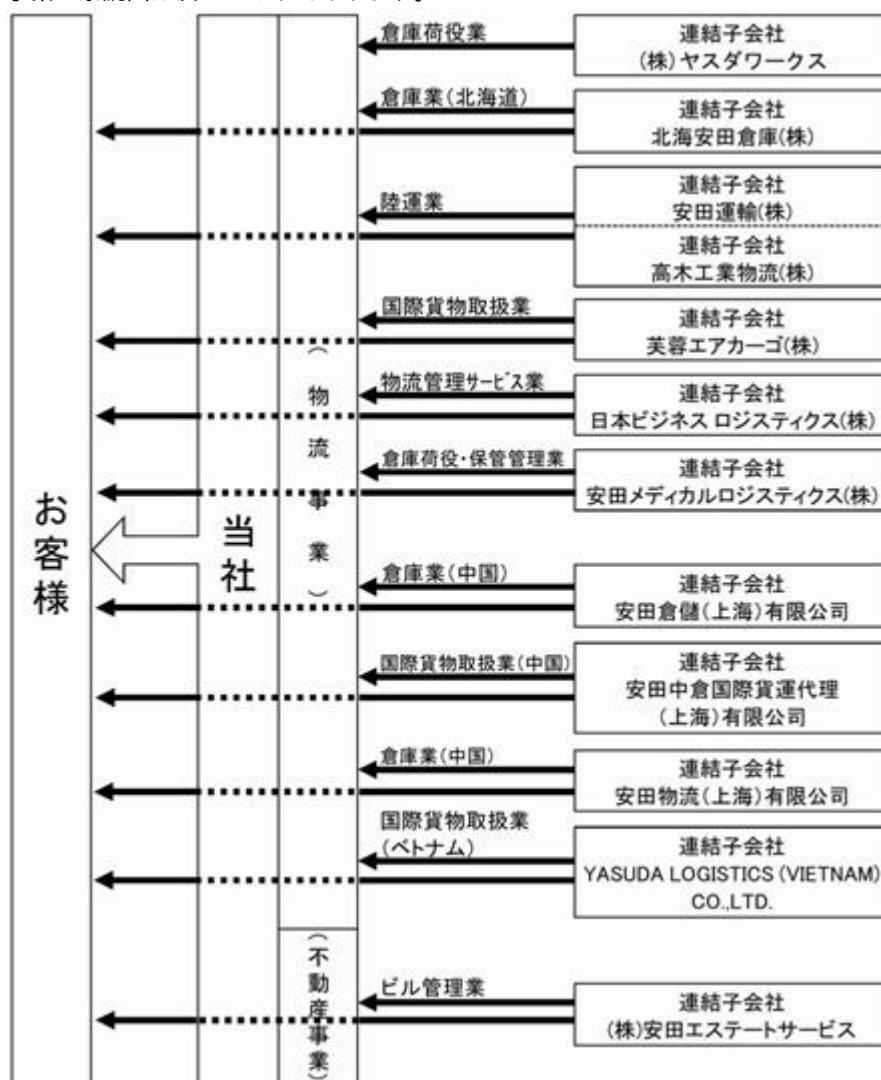 倉庫荷役業
連結子会社
(株)ヤスダワークス
倉庫業(北海道)
連結子会社
北海安田倉庫(株)
陸運業
連結子会社
安田運輸(株)
連結子会社
高木工業物流(株)
国際貨物取扱業
連結子会社
芙蓉エアカーゴ(株)
物流管理サービス業
連結子会社
日本ビジネス ロジスティクス(株)
倉庫荷役・保管管理業
連結子会社
安田メディカルロジスティクス(株)
お客様
当社
(物流事業)
倉庫業(中国)
連結子会社
安田倉儲(上海)有限公司
国際貨物取扱業(中国)
連結子会社
安田中倉国際貨運代理
(上海)有限公司
倉庫業(中国)
連結子会社
安田物流(上海)有限公司
国際貨物取扱業
(ベトナム)
連結子会社
YASUDA LOGISTICS (VIETNAM)
CO.,LTD.
(不動産事業)
ビル管理業
連結子会社
(株)安田エステートサービス